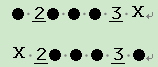 ● 2● ● ● 3 x
x 2● ● ● 3 ●